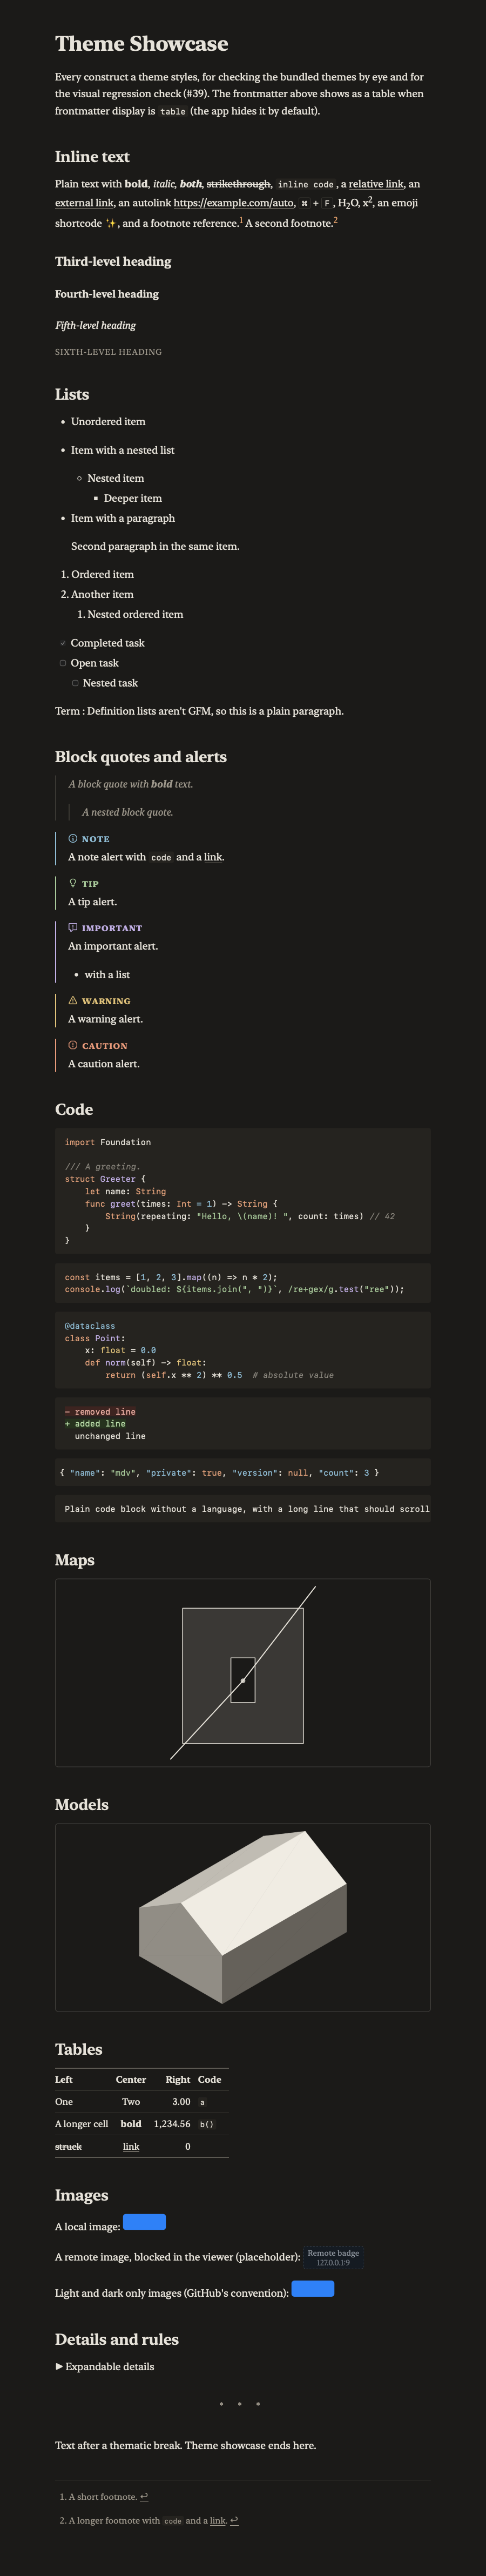 Theme Showcase
Every construct a theme styles, for checking the bundled themes by eye and for
the visual regression check (#39). The frontmatter above shows as a table when
frontmatter display is table (the app hides it by default).
Inline text
Plain text with bold, italic, both, strikethrough, inline code, a relative link, an
external link, an autolink https://example.com/auto, ⌘ + F, H2O, x2, an emoji
shortcode ✨, and a footnote reference.1 A second footnote.2
Third-level heading
Fourth-level heading
Fifth-level heading
SIXTH-LEVEL HEADING
Lists
• Unordered item
• Item with a nested list
◦ Nested item
▪ Deeper item
• Item with a paragraph
Second paragraph in the same item.
1. Ordered item
2. Another item
1. Nested ordered item
Completed task
Open task
Nested task
Term : Definition lists aren't GFM, so this is a plain paragraph.
Block quotes and alerts
A block quote with bold text.
A nested block quote.
NOTE
A note alert with code and a link.
TIP
A tip alert.
IMPORTANT
An important alert.
• with a list
WARNING
A warning alert.
CAUTION
A caution alert.
Code
import Foundation
/// A greeting.
struct Greeter {
let name: String
func greet(times: Int = 1) -> String {
String(repeating: "Hello, \(name)! ", count: times) // 42
}
}
const items = [1, 2, 3].map((n) => n * 2);
console.log(`doubled: ${items.join(", ")}`, /re+gex/g.test("ree"));
@dataclass
class Point:
x: float = 0.0
def norm(self) -> float:
return (self.x ** 2) ** 0.5  # absolute value
- removed line
+ added line
unchanged line
{ "name": "mdv", "private": true, "version": null, "count": 3 }
Plain code block without a language, with a long line that should scroll
Maps
Models
Tables
Left Center Right Code
One Two 3.00 a
A longer cell bold 1,234.56 b()
struck link 0
Images
A local image:
A remote image, blocked in the viewer (placeholder): Remote badge
127.0.0.1:9
Light and dark only images (GitHub's convention):
Details and rules
▶ Expandable details
* * *
Text after a thematic break. Theme showcase ends here.
1. A short footnote. ↩
2. A longer footnote with code and a link. ↩